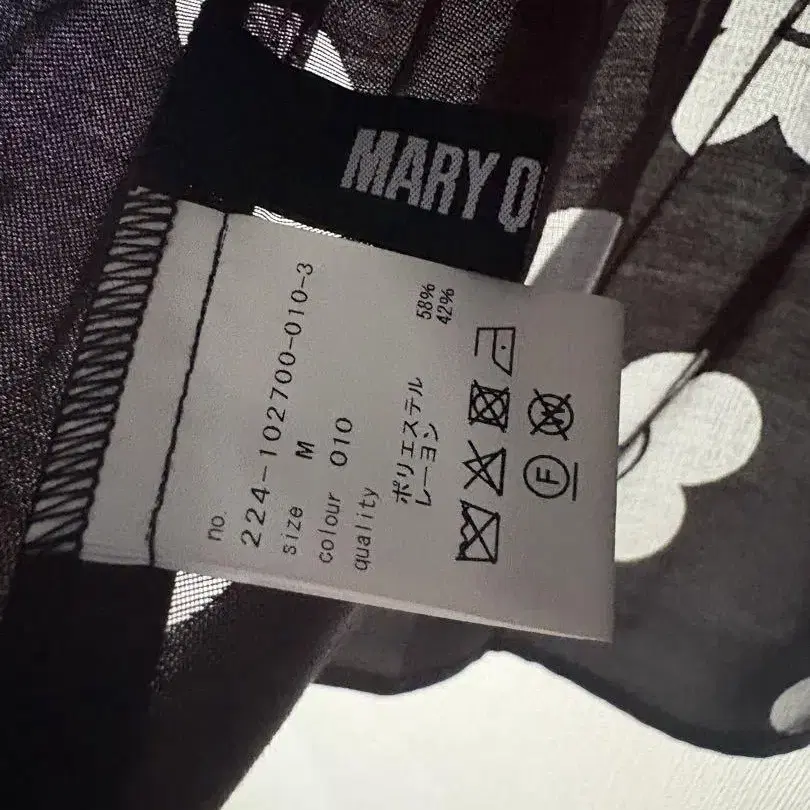 MARY Q
no.
224-102700-010-3
size M
colour 010
quality
ポリエステル 58%
レーヨン 42%
F W